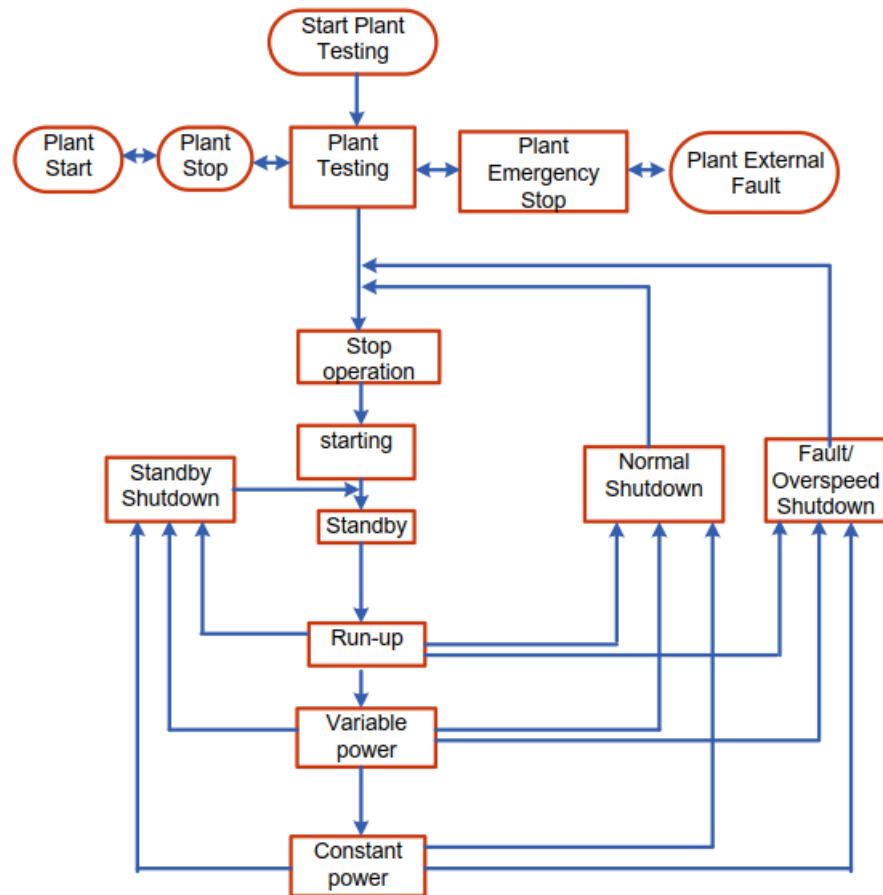 Start Plant
Testing
Plant
Start
Plant
Stop
Plant
Testing
Plant
Emergency
Stop
Plant External
Fault
Stop
operation
starting
Standby
Shutdown
Normal
Shutdown
Fault/
Overspeed
Shutdown
Standby
Run-up
Variable
power
Constant
power